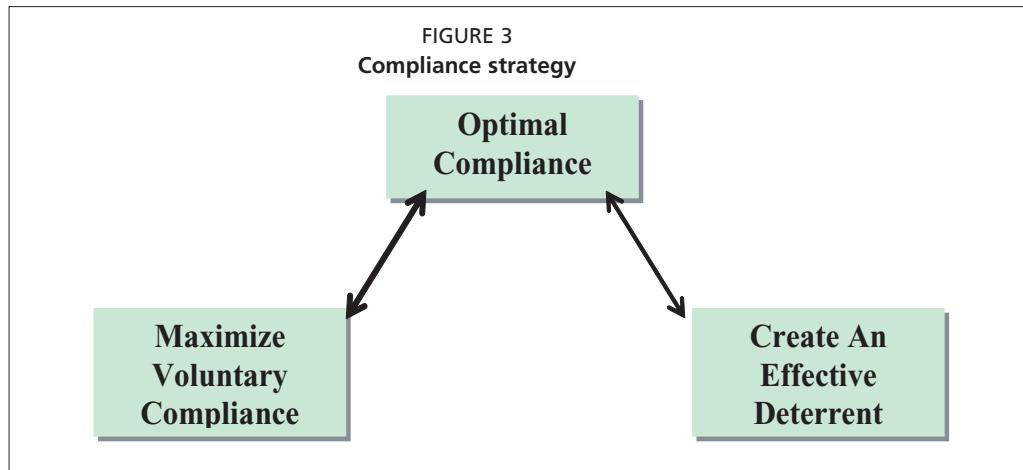 FIGURE 3
Compliance strategy
Optimal
Compliance
Maximize
Voluntary
Compliance
Create An
Effective
Deterrent